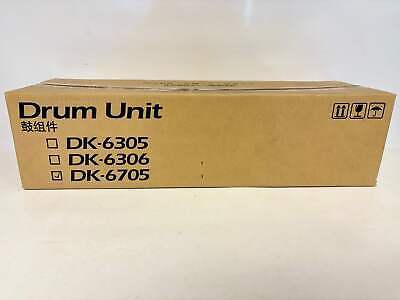 Drum Unit
鼓组件
☐ DK-6305
☐ DK-6306
☑ DK-6705